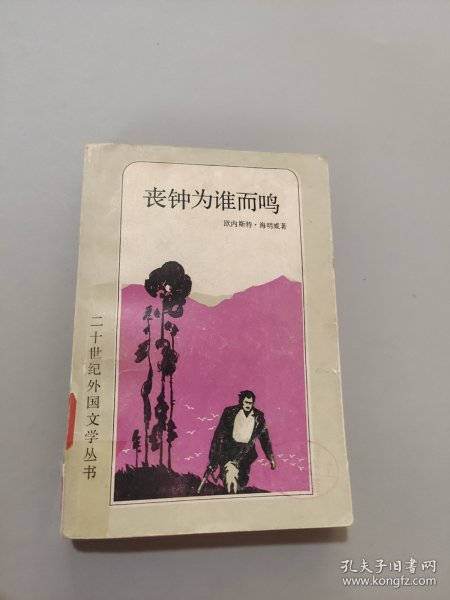 丧钟为谁而鸣
欧内斯特·海明威著
二十世纪外国文学丛书
孔夫子旧书网
www.kongfz.com